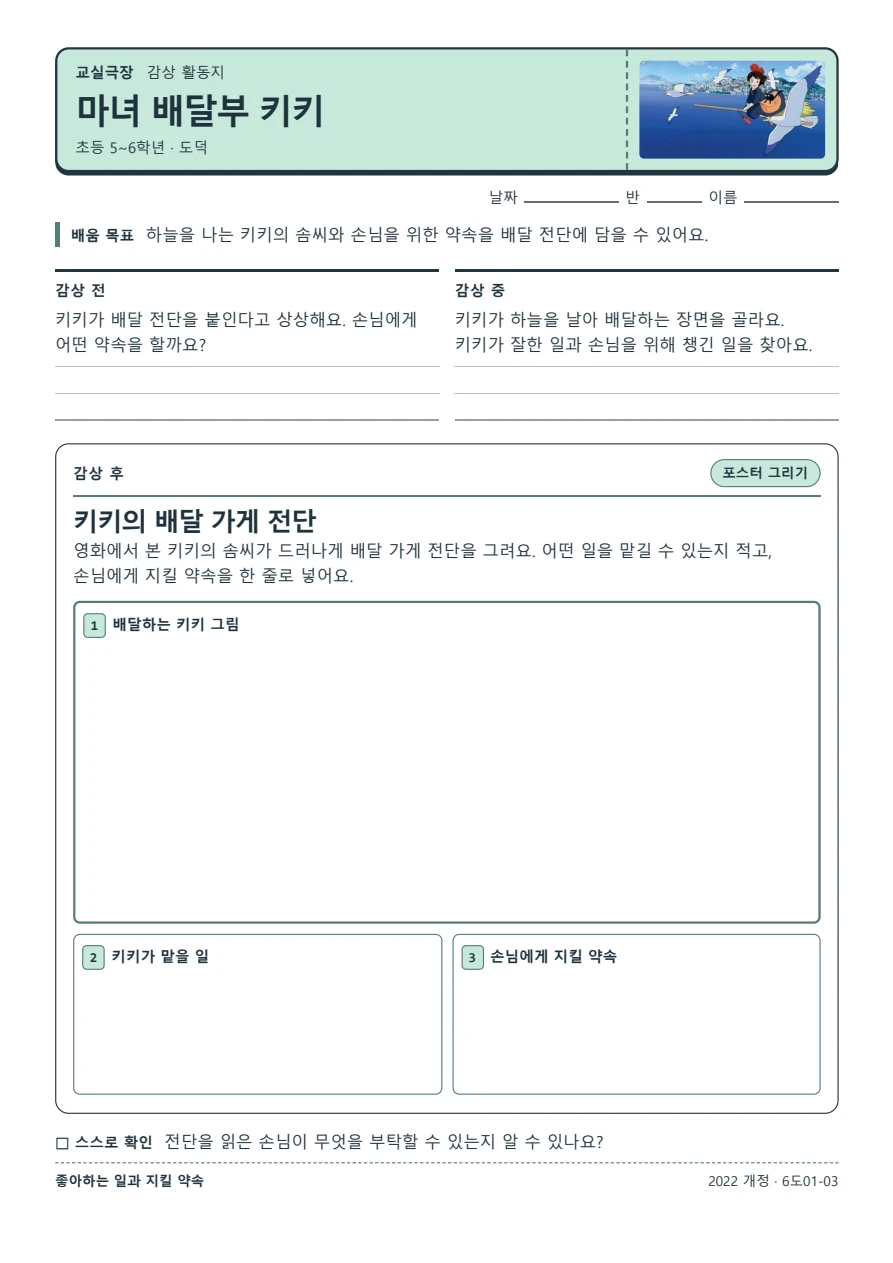 교실극장 감상 활동지
마녀 배달부 키키
초등 5~6학년 · 도덕
날짜 반 이름
배움 목표 하늘을 나는 키키의 솜씨와 손님을 위한 약속을 배달 전단에 담을 수 있어요.
감상 전
키키가 배달 전단을 붙인다고 상상해요. 손님에게
어떤 약속을 할까요?
감상 중
키키가 하늘을 날아 배달하는 장면을 골라요.
키키가 잘한 일과 손님을 위해 챙긴 일을 찾아요.
감상 후
포스터 그리기
키키의 배달 가게 전단
영화에서 본 키키의 솜씨가 드러나게 배달 가게 전단을 그려요. 어떤 일을 맡길 수 있는지 적고,
손님에게 지킬 약속을 한 줄로 넣어요.
1 배달하는 키키 그림
2 키키가 맡을 일
3 손님에게 지킬 약속
스스로 확인 전단을 읽은 손님이 무엇을 부탁할 수 있는지 알 수 있나요?
좋아하는 일과 지킬 약속
2022 개정 · 6도01-03